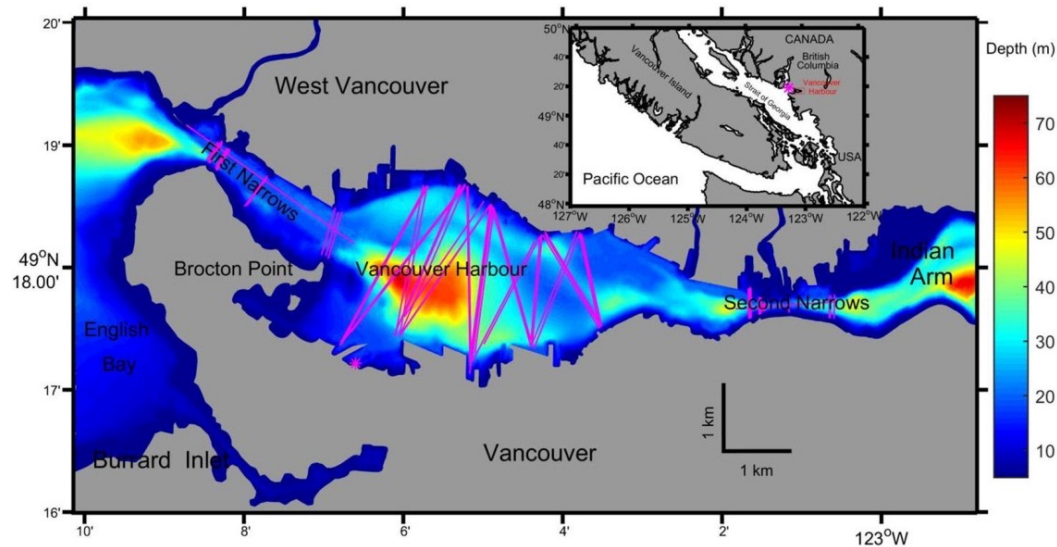 20'
19'
49°N
18.00'
17'
16'
10'
8'
6'
4'
2'
123°W
West Vancouver
First Narrows
Brocton Point
Vancouver Harbour
English
Bay
Burrard Inlet
Vancouver
Second Narrows
Indian
Arm
1 km
1 km
50°N
40'
20'
49°N
40'
20'
48°N
127°W
126°W
125°W
124°W
123°W
122°W
CANADA
British
Columbia
Vancouver
Harbour
Vancouver Island
Strait of Georgia
USA
Pacific Ocean
Depth (m)
70
60
50
40
30
20
10